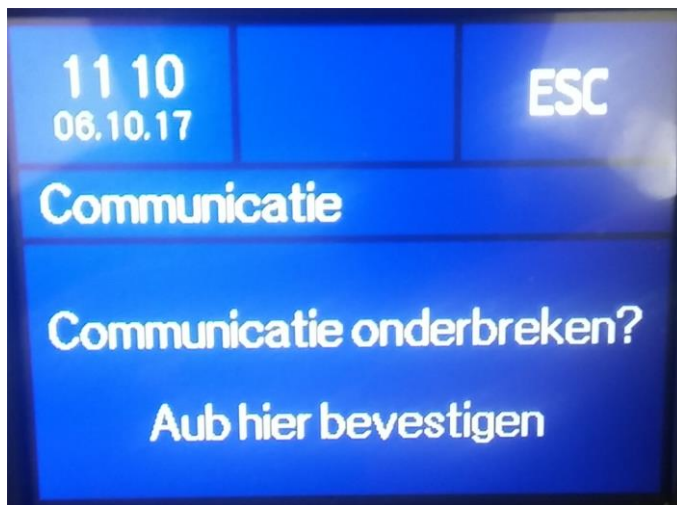 11 10
06.10.17
ESC
Communicatie
Communicatie onderbreken?
Aub hier bevestigen